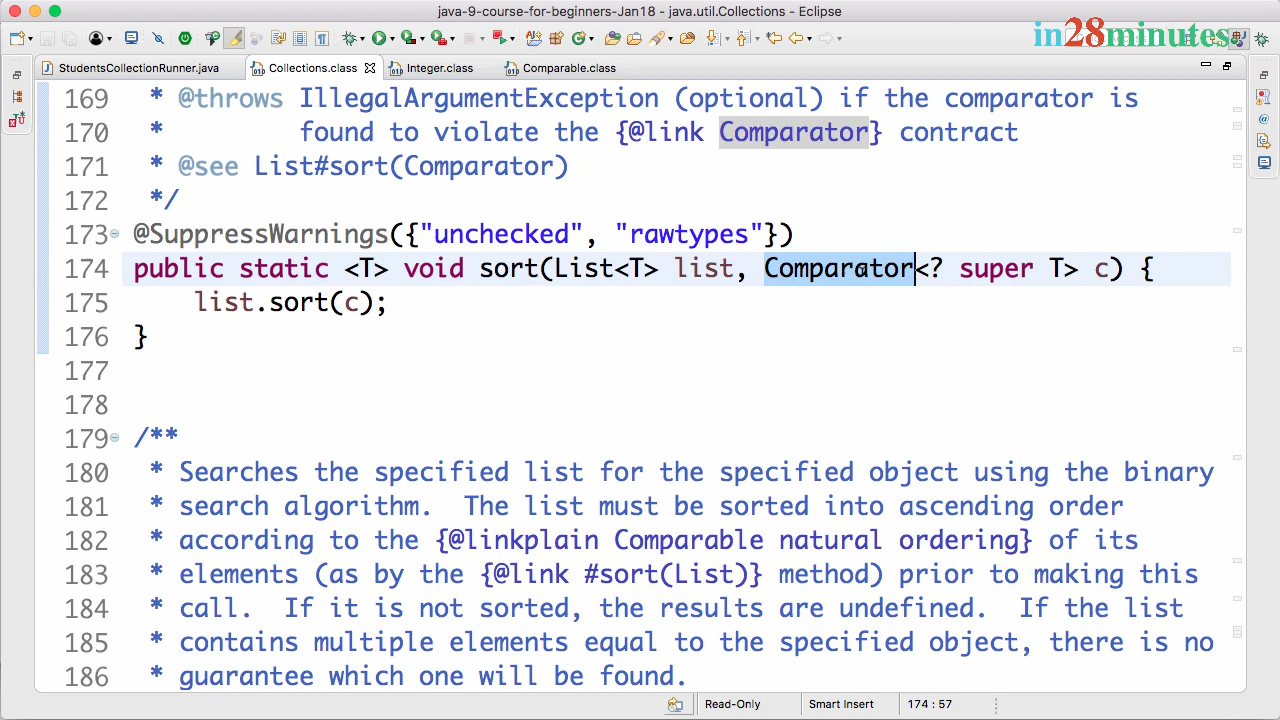 java-9-course-for-beginners-Jan18 - java.util.Collections - Eclipse
in28minutes
StudentsCollectionRunner.java Collections.class Integer.class Comparable.class
169 * @throws IllegalArgumentException (optional) if the comparator is
170 * found to violate the {@link Comparator} contract
171 * @see List#sort(Comparator)
172 */
173 @SuppressWarnings({"unchecked", "rawtypes"})
174 public static <T> void sort(List<T> list, Comparator<? super T> c) {
175 list.sort(c);
176 }
177
178
179 /**
180 * Searches the specified list for the specified object using the binary
181 * search algorithm.  The list must be sorted into ascending order
182 * according to the {@linkplain Comparable natural ordering} of its
183 * elements (as by the {@link #sort(List)} method) prior to making this
184 * call.  If it is not sorted, the results are undefined.  If the list
185 * contains multiple elements equal to the specified object, there is no
186 * guarantee which one will be found.
Read-Only Smart Insert 174 : 57